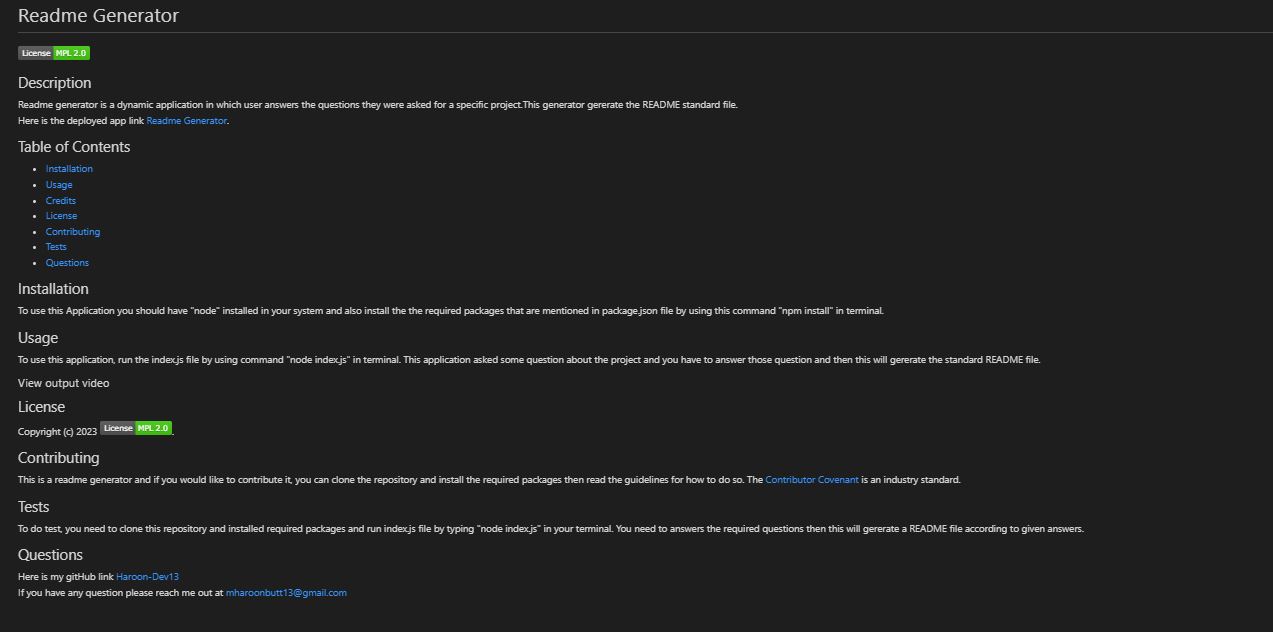 Readme Generator
License MPL 2.0
Description
Readme generator is a dynamic application in which user answers the questions they were asked for a specific project.This generator gererate the README standard file.
Here is the deployed app link Readme Generator.
Table of Contents
Installation
Usage
Credits
License
Contributing
Tests
Questions
Installation
To use this Application you should have "node" installed in your system and also install the the required packages that are mentioned in package.json file by using this command "npm install" in terminal.
Usage
To use this application, run the index.js file by using command "node index.js" in terminal. This application asked some question about the project and you have to answer those question and then this will gererate the standard README file.
View output video
License
Copyright (c) 2023 License MPL 2.0.
Contributing
This is a readme generator and if you would like to contribute it, you can clone the repository and install the required packages then read the guidelines for how to do so. The Contributor Covenant is an industry standard.
Tests
To do test, you need to clone this repository and installed required packages and run index.js file by typing "node index.js" in your terminal. You need to answers the required questions then this will gererate a README file according to given answers.
Questions
Here is my gitHub link Haroon-Dev13
If you have any question please reach me out at mharoonbutt13@gmail.com